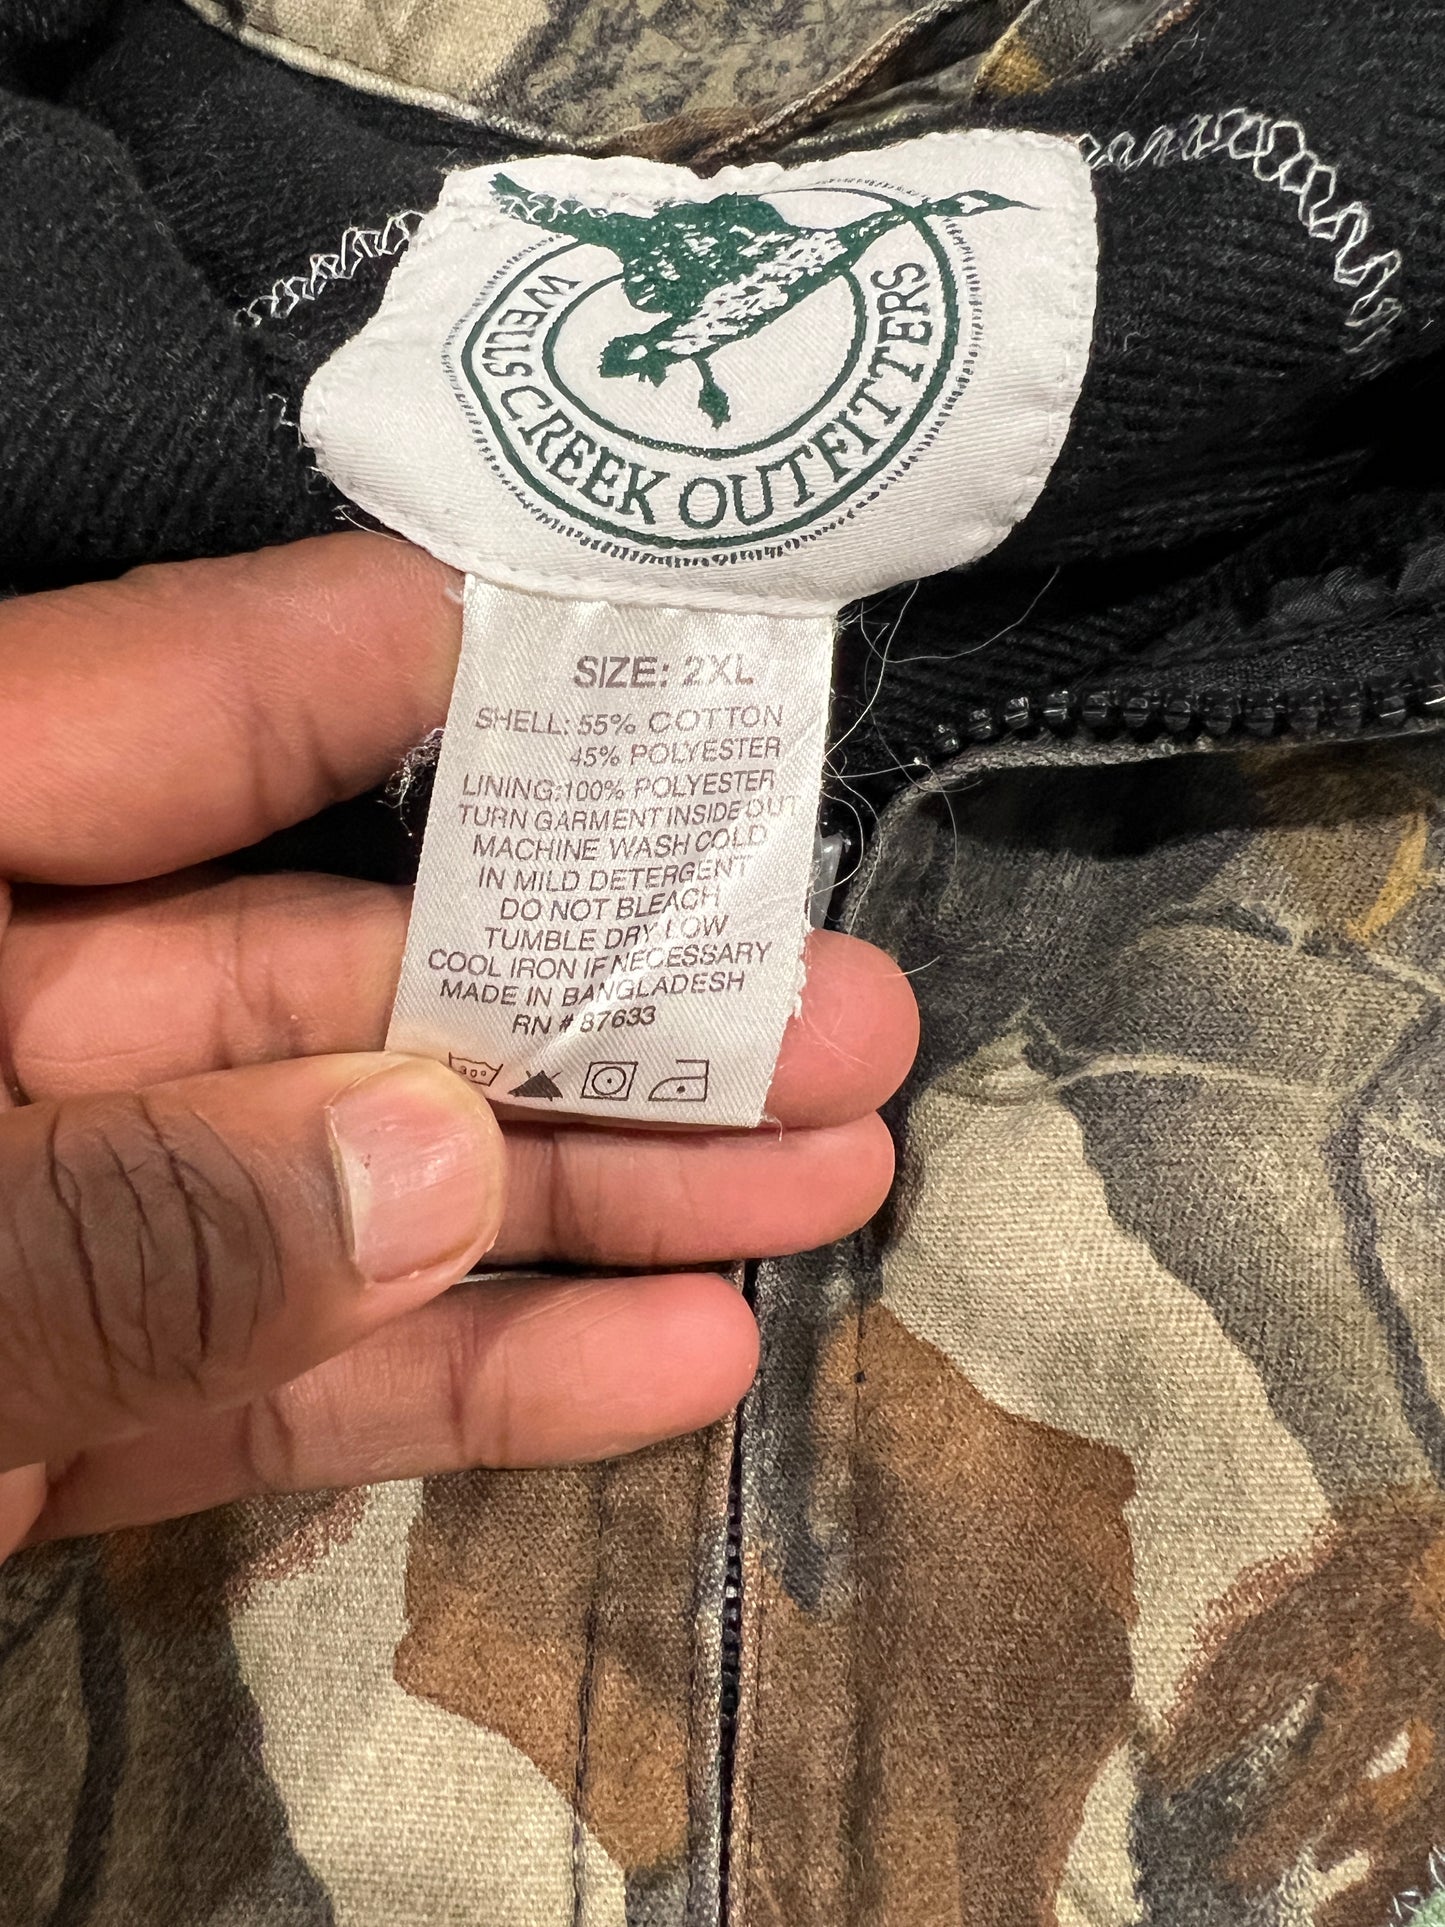 WELLS CREEK OUTFITTERS
SIZE: 2XL
SHELL: 55% COTTON
45% POLYESTER
LINING:100% POLYESTER
TURN GARMENT INSIDE OUT
MACHINE WASH COLD
IN MILD DETERGENT
DO NOT BLEACH
TUMBLE DRY LOW
COOL IRON IF NECESSARY
MADE IN BANGLADESH
RN # 87633
30°